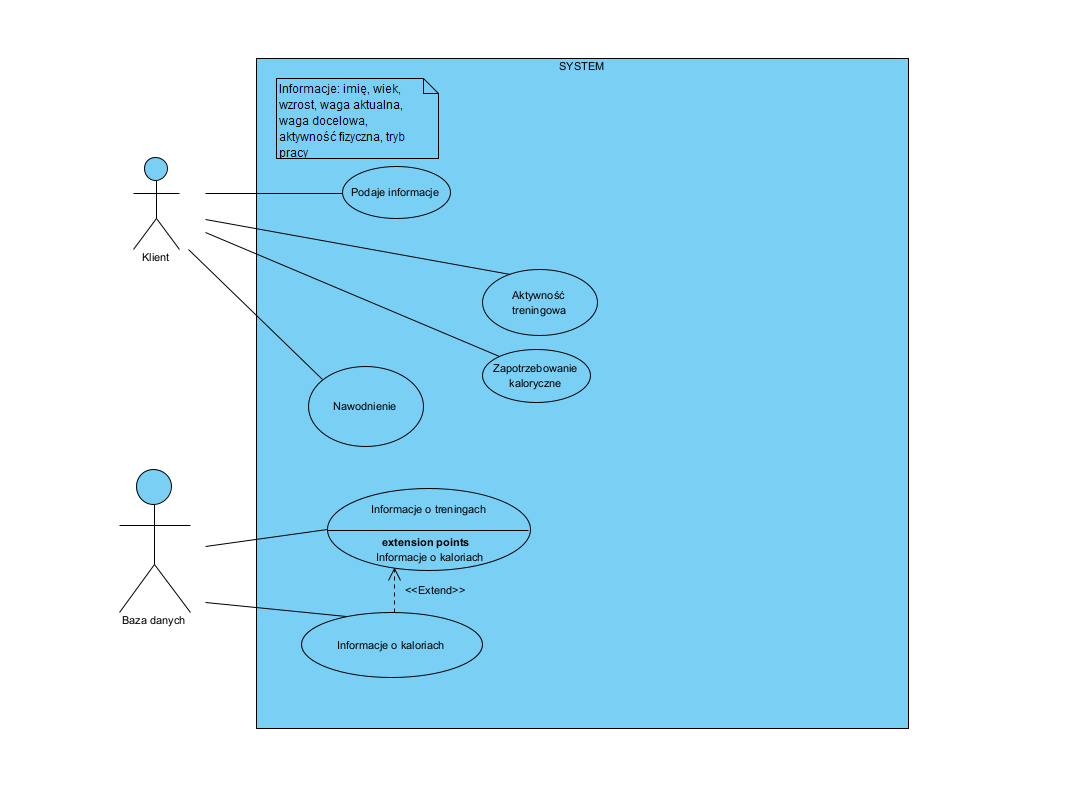 SYSTEM
Informacje: imię, wiek,
wzrost, waga aktualna,
waga docelowa,
aktywność fizyczna, tryb
pracy
Podaje informacje
Klient
Aktywność
treningowa
Zapotrzebowanie
kaloryczne
Nawodnienie
Informacje o treningach
extension points
Informacje o kaloriach
<<Extend>>
Baza danych
Informacje o kaloriach